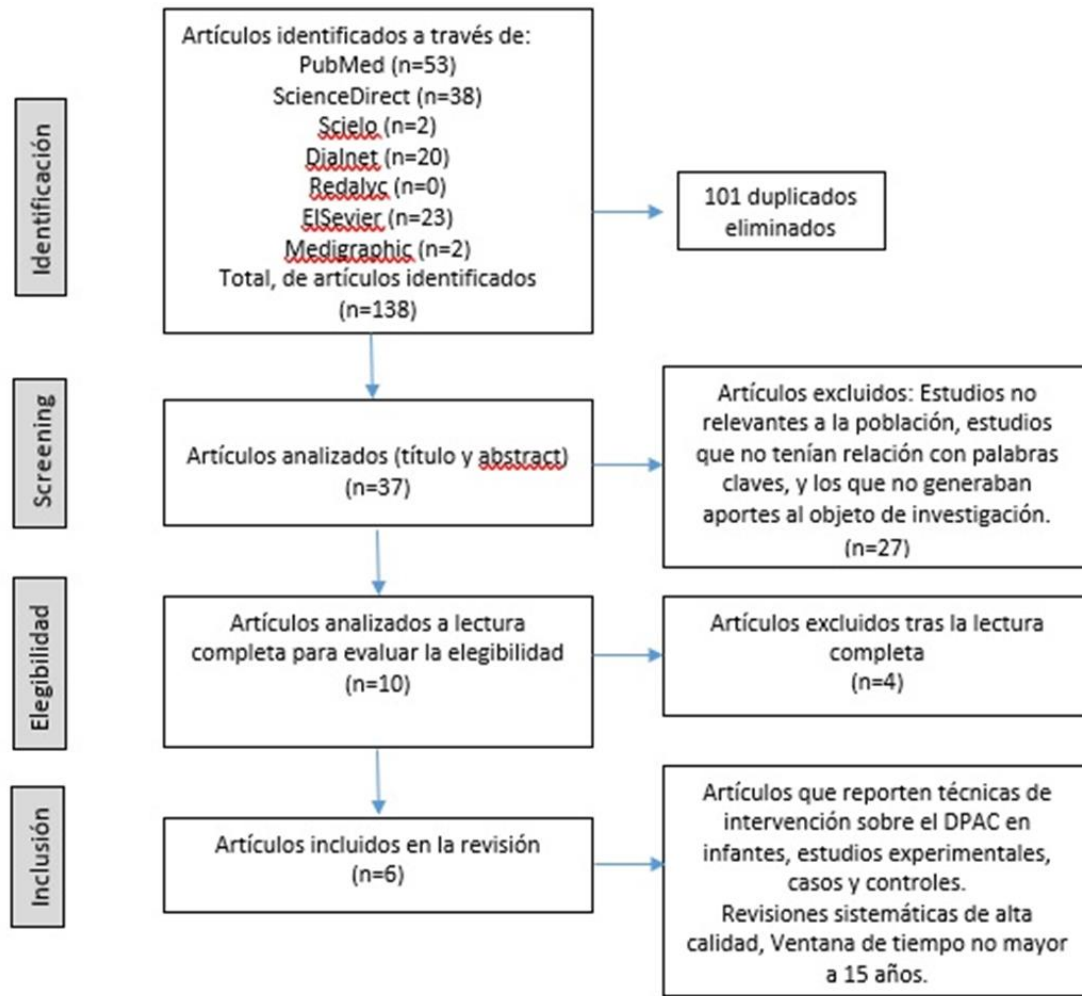 Identificación
Artículos identificados a través de:
PubMed (n=53)
ScienceDirect (n=38)
Scielo (n=2)
Dialnet (n=20)
Redalyc (n=0)
ElSevier (n=23)
Medigraphic (n=2)
Total, de artículos identificados
(n=138)
101 duplicados
eliminados
Screening
Artículos analizados (título y abstract)
(n=37)
Artículos excluidos: Estudios no
relevantes a la población, estudios
que no tenían relación con palabras
claves, y los que no generaban
aportes al objeto de investigación.
(n=27)
Elegibilidad
Artículos analizados a lectura
completa para evaluar la elegibilidad
(n=10)
Artículos excluidos tras la lectura
completa
(n=4)
Inclusión
Artículos incluidos en la revisión
(n=6)
Artículos que reporten técnicas de
intervención sobre el DPAC en
infantes, estudios experimentales,
casos y controles.
Revisiones sistemáticas de alta
calidad, Ventana de tiempo no mayor
a 15 años.